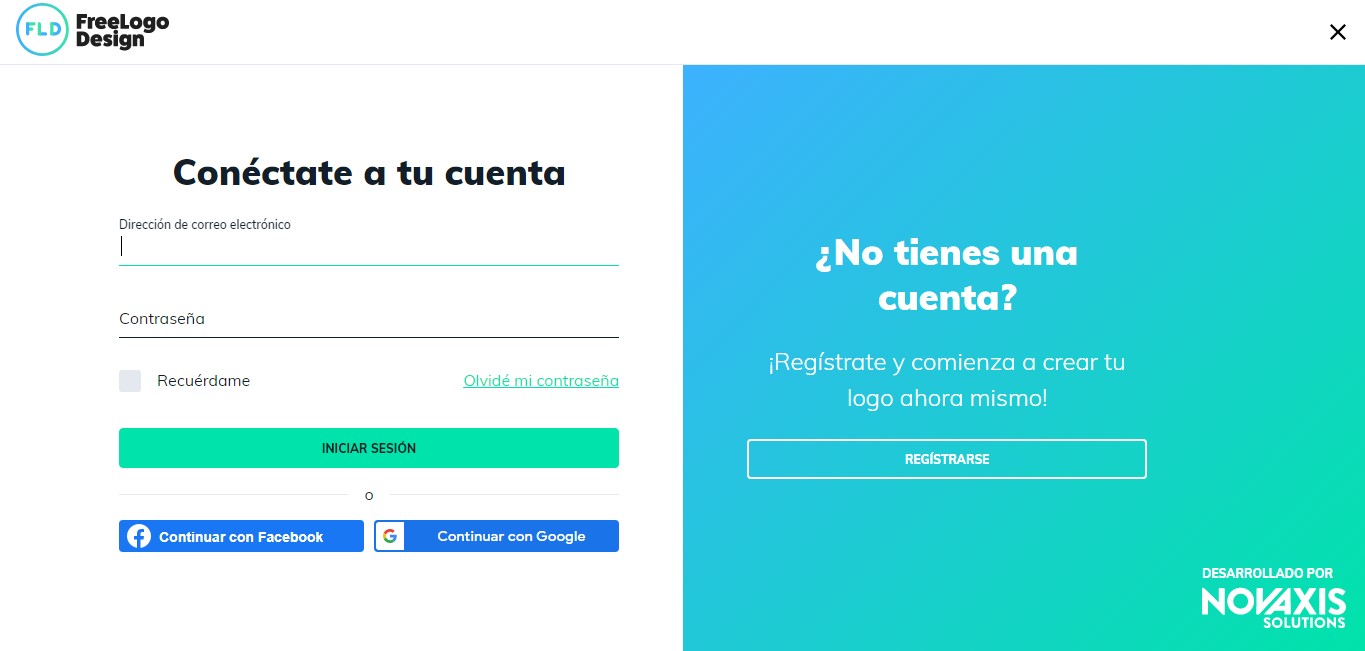 FLD
FreeLogo
Design
Conéctate a tu cuenta
Dirección de correo electrónico
Contraseña
Recuérdame
Olvidé mi contraseña
INICIAR SESIÓN
o
Continuar con Facebook
Continuar con Google
¿No tienes una
cuenta?
¡Regístrate y comienza a crear tu
logo ahora mismo!
REGÍSTRARSE
DESARROLLADO POR
NOVAXIS
SOLUTIONS